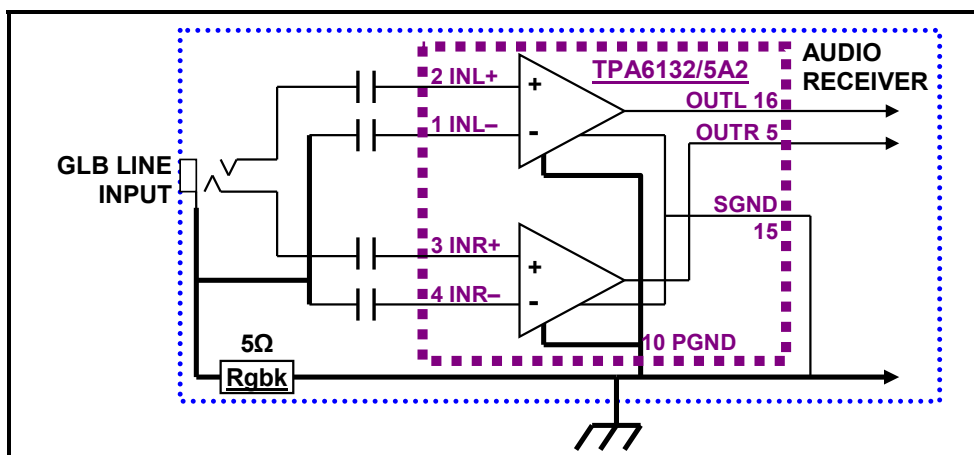 TPA6132/5A2
AUDIO
RECEIVER
2 INL+
+
OUTL 16
1 INL–
-
OUTR 5
GLB LINE
INPUT
SGND
15
3 INR+
+
4 INR–
-
10 PGND
5Ω
Rgbk